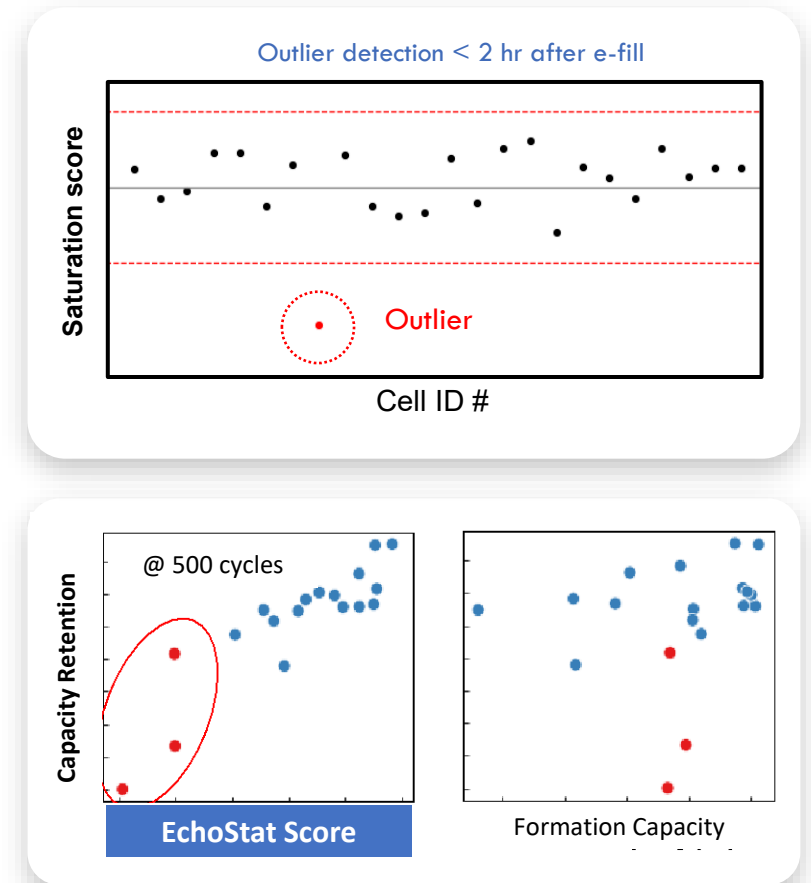 Outlier detection < 2 hr after e-fill
Saturation score
Outlier
Cell ID #
@ 500 cycles
Capacity Retention
EchoStat Score
Formation Capacity